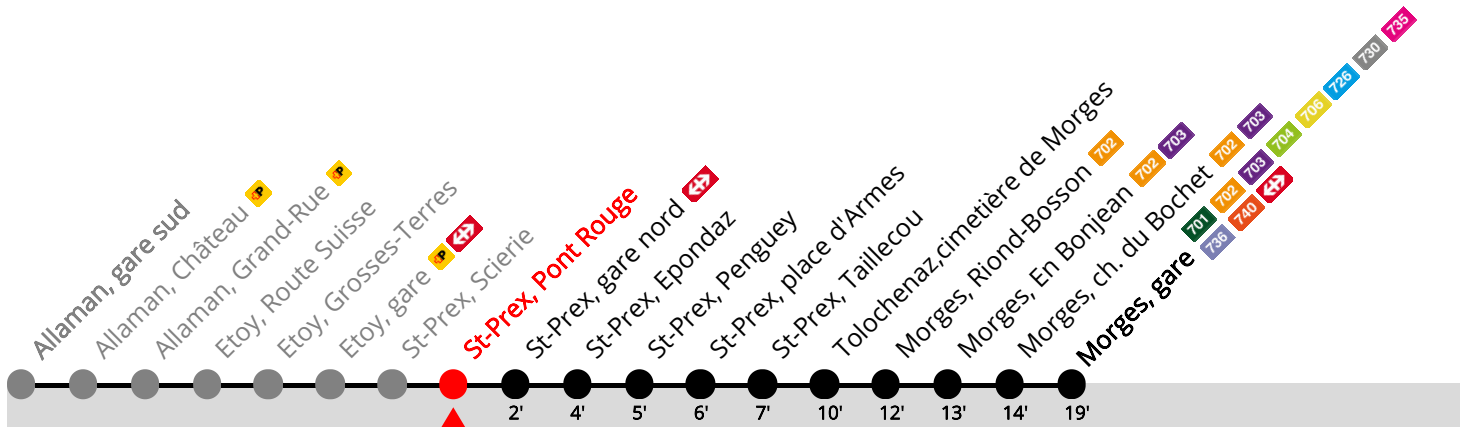 Allaman, gare sud
Allaman, Château P
Allaman, Grand-Rue P
Etoy, Route Suisse
Etoy, Grosses-Terres
Etoy, gare P
St-Prex, Scierie
St-Prex, Pont Rouge
St-Prex, gare nord
St-Prex, Epondaz
St-Prex, Penguey
St-Prex, place d'Armes
St-Prex, Taillecou
Tolochenaz,cimetière de Morges
Morges, Riond-Bosson 702
Morges, En Bonjean 702 703
Morges, ch. du Bochet 702 703
Morges, gare 701 702 703 704 706 726 730 735
736 740
2' 4' 5' 6' 7' 10' 12' 13' 14' 19'